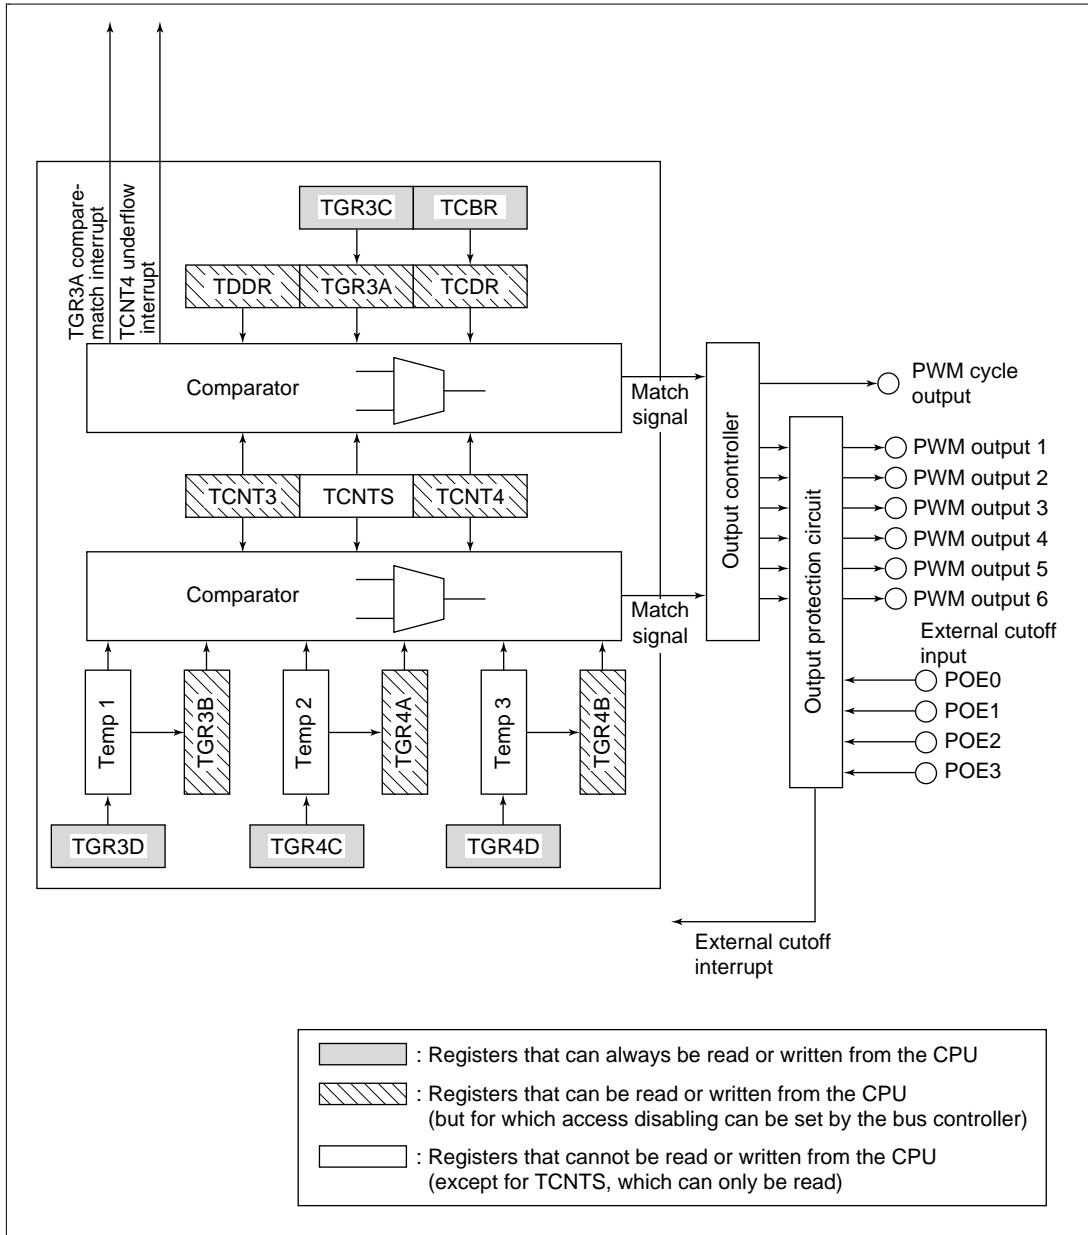 TGR3A compare-
match interrupt
TCNT4 underflow
interrupt
TGR3C
TCBR
TDDR
TGR3A
TCDR
Comparator
Match
signal
TCNT3
TCNTS
TCNT4
Comparator
Match
signal
Temp 1
TGR3B
Temp 2
TGR4A
Temp 3
TGR4B
TGR3D
TGR4C
TGR4D
Output controller
Output protection circuit
PWM cycle
output
PWM output 1
PWM output 2
PWM output 3
PWM output 4
PWM output 5
PWM output 6
External cutoff
input
POE0
POE1
POE2
POE3
External cutoff
interrupt
: Registers that can always be read or written from the CPU
: Registers that can be read or written from the CPU
(but for which access disabling can be set by the bus controller)
: Registers that cannot be read or written from the CPU
(except for TCNTS, which can only be read)